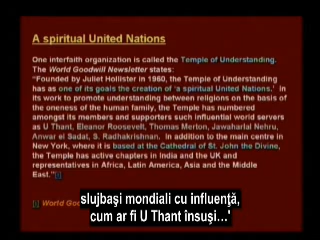 A spiritual United Nations
One interfaith organization is called the Temple of Understanding.
The World Goodwill Newsletter states:
“Founded by Juliet Hollister in 1960, the Temple of Understanding
has as one of its goals the creation of ‘a spiritual United Nations.’ In
its work to promote understanding between religions on the basis of
the oneness of the human family, the Temple has numbered
amongst its members and supporters such influential world servers
as U Thant, Eleanor Roosevelt, Thomas Merton, Jawaharlal Nehru,
Anwar el Sadat, S. Radhakrishnan. In addition to the main centre in
New York, where it is based at the Cathedral of St. John the Divine,
the Temple has active chapters in India and the UK and
representatives in Africa, Latin America, Asia and the Middle
East.”[i]
[i] World Goo
slujbaşi mondiali cu influenţă,
cum ar fi U Thant însuşi...'